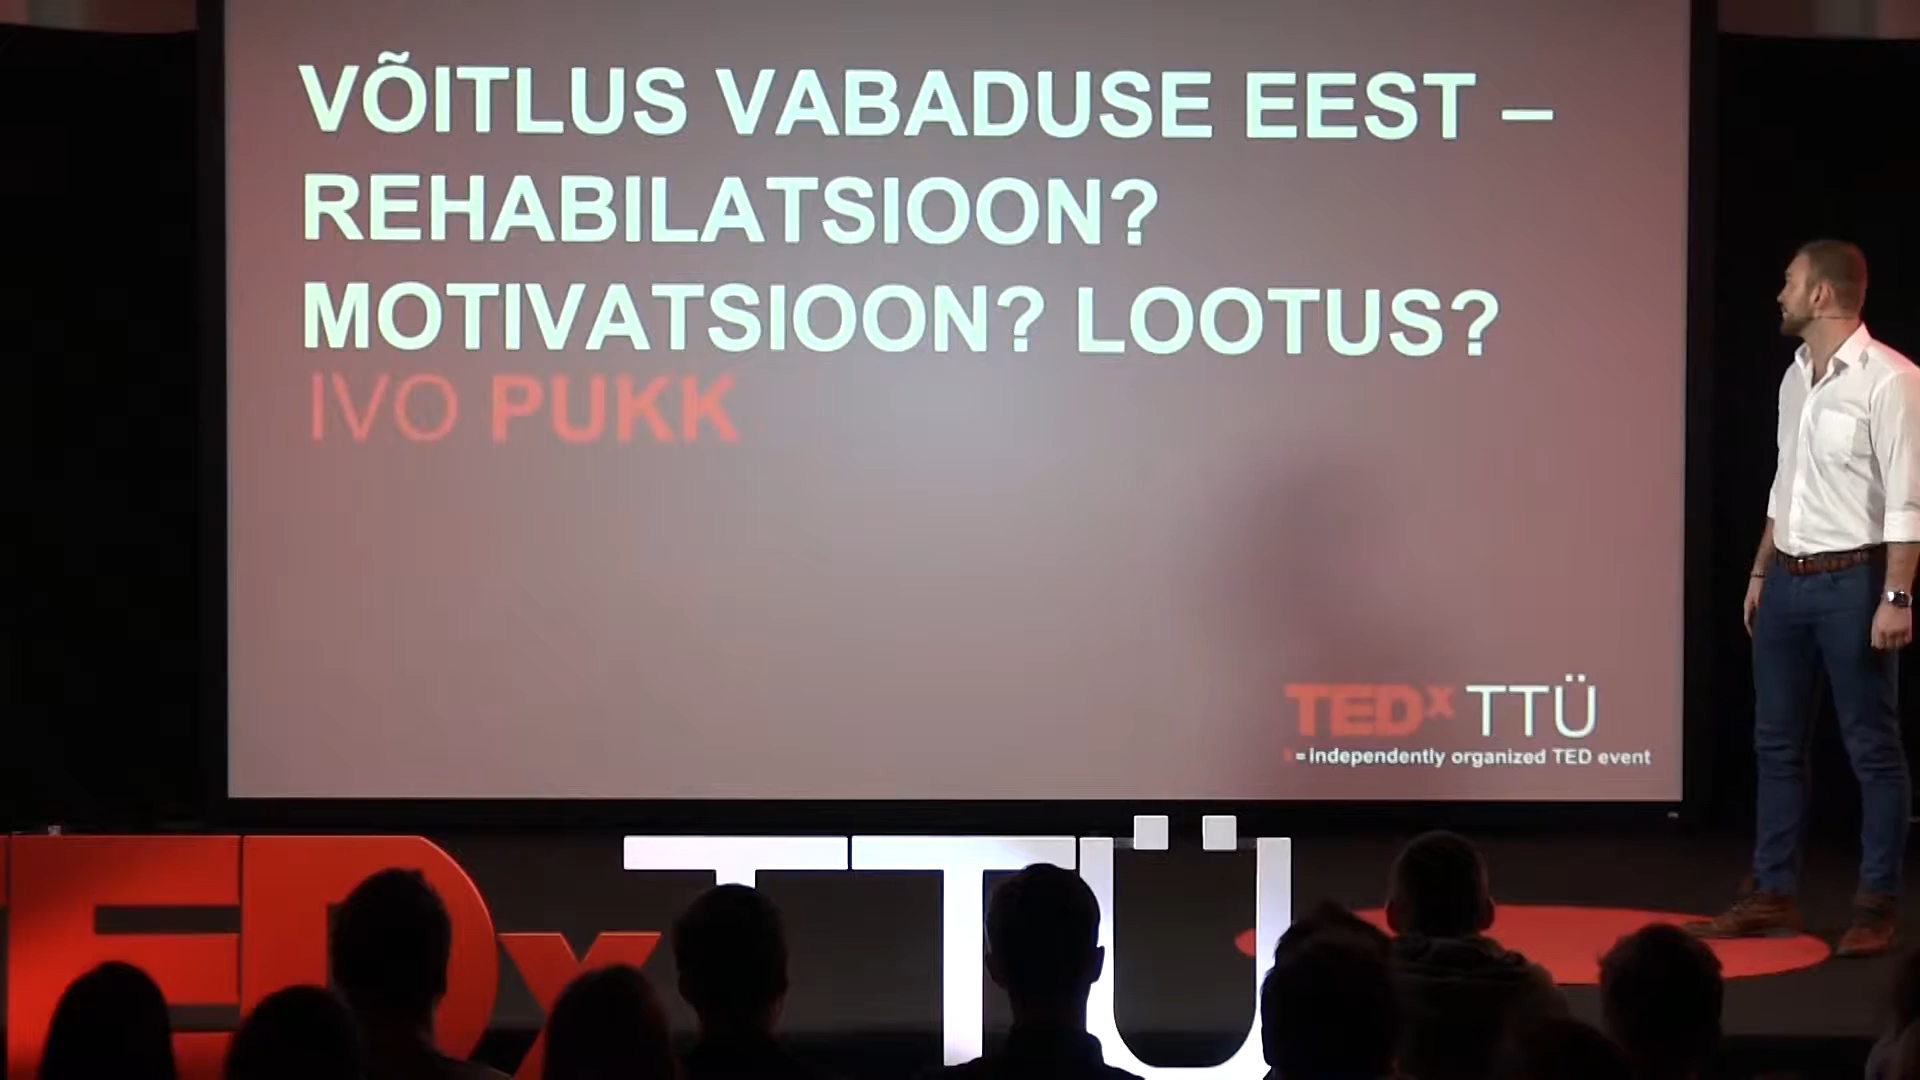 VÕITLUS VABADUSE EEST –
REHABILATSIOON?
MOTIVATSIOON? LOOTUS?
IVO PUKK
TEDx TTÜ
x = independently organized TED event
TEDx TTÜ